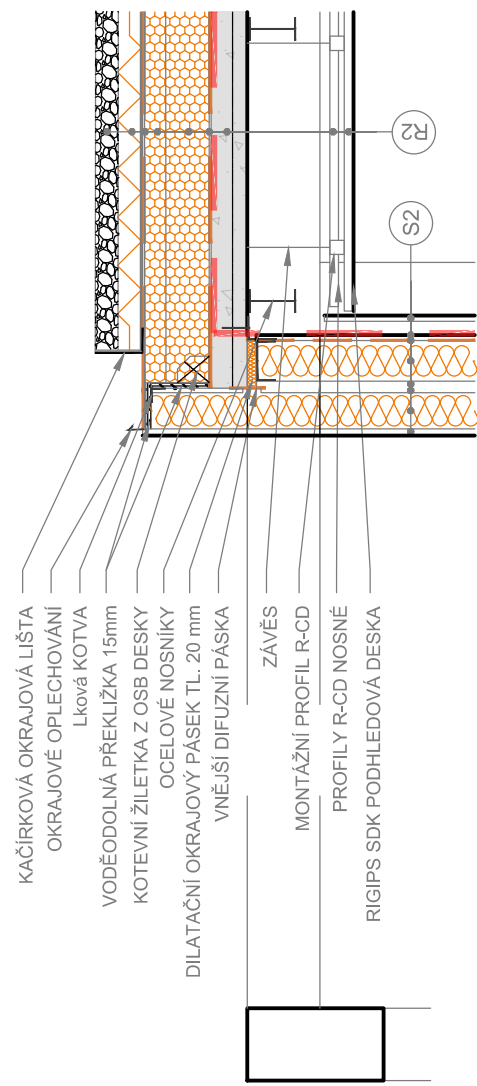 KAČÍRKOVÁ OKRAJOVÁ LIŠTA
OKRAJOVÉ OPLECHOVÁNÍ
Lková KOTVA
VODĚODOLNÁ PŘEKLIŽKA 15mm
KOTEVNÍ ŽILETKA Z OSB DESKY
OCELOVÉ NOSNÍKY
DILATAČNÍ OKRAJOVÝ PÁSEK TL. 20 mm
VNĚJŠÍ DIFUZNÍ PÁSKA
ZÁVĚS
MONTÁŽNÍ PROFIL R-CD
PROFILY R-CD NOSNÉ
RIGIPS SDK PODHLEDOVÁ DESKA
R2
S2